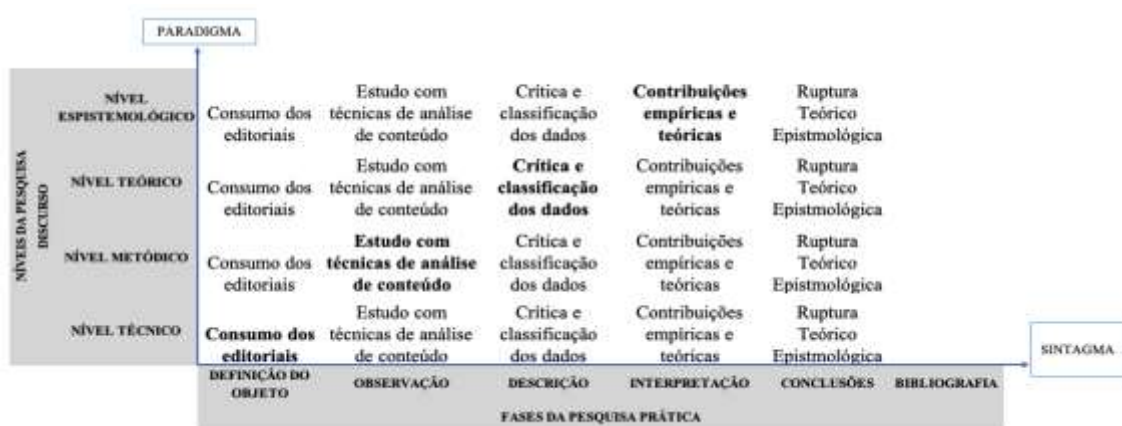 PARADIGMA
NÍVEL ESPISTEMOLÓGICO
Consumo dos editoriais
Estudo com técnicas de análise de conteúdo
Crítica e classificação dos dados
Contribuições empíricas e teóricas
Ruptura Teórico Epistmológica
NÍVEL TEÓRICO
Consumo dos editoriais
Estudo com técnicas de análise de conteúdo
Crítica e classificação dos dados
Contribuições empíricas e teóricas
Ruptura Teórico Epistmológica
NÍVEL METÓDICO
Consumo dos editoriais
Estudo com técnicas de análise de conteúdo
Crítica e classificação dos dados
Contribuições empíricas e teóricas
Ruptura Teórico Epistmológica
NÍVEL TÉCNICO
Consumo dos editoriais
Estudo com técnicas de análise de conteúdo
Crítica e classificação dos dados
Contribuições empíricas e teóricas
Ruptura Teórico Epistmológica
NÍVEIS DA PESQUISA
DISCURSO
SINTAGMA
DEFINIÇÃO DO OBJETO
OBSERVAÇÃO
DESCRIÇÃO
INTERPRETAÇÃO
CONCLUSÕES
BIBLIOGRAFIA
FASES DA PESQUISA PRÁTICA